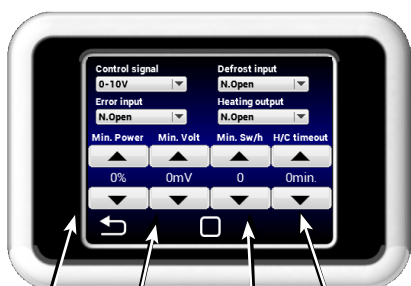 Control signal Defrost input
0-10V N.Open
Error input Heating output
N.Open N.Open
Min. Power Min. Volt Min. Sw/h H/C timeout
0% 0mV 0 0min.